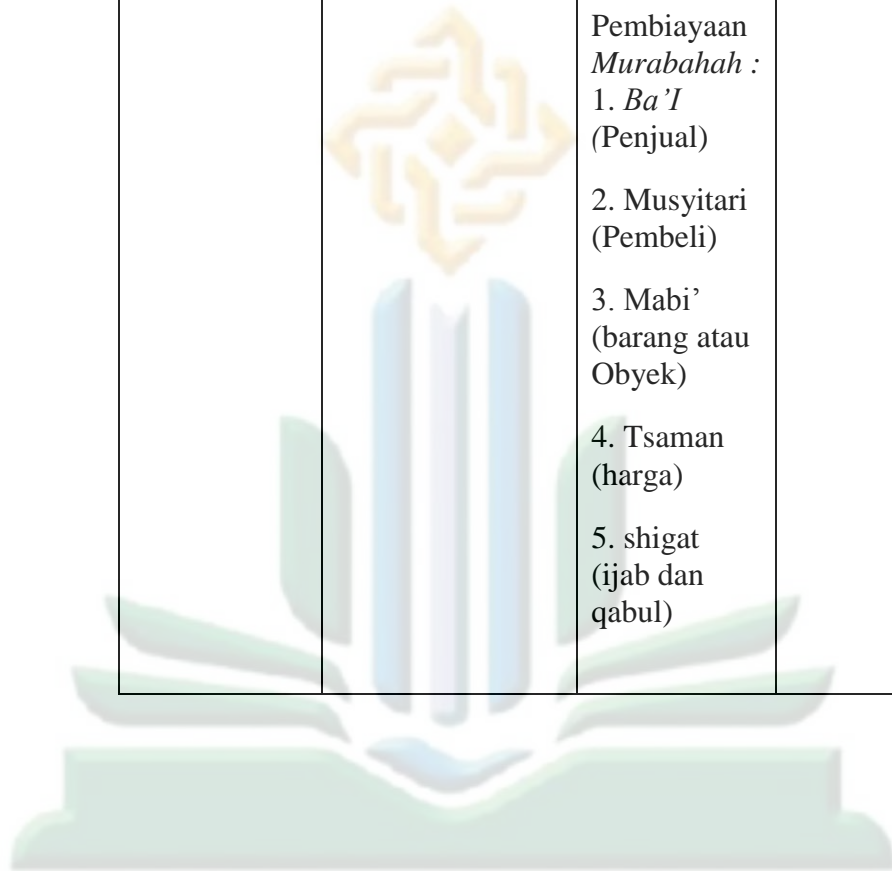 Pembiayaan
Murabahah :
1. Ba’I
(Penjual)
2. Musyitari
(Pembeli)
3. Mabi’
(barang atau
Obyek)
4. Tsaman
(harga)
5. shigat
(ijab dan
qabul)